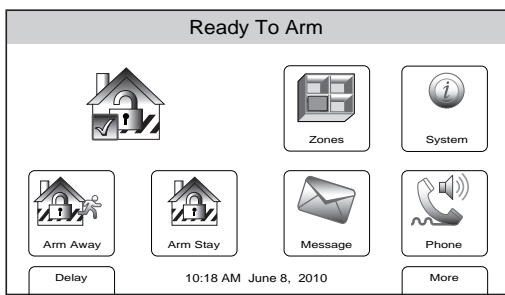 Ready To Arm
Zones
System
Arm Away
Arm Stay
Message
Phone
Delay
10:18 AM June 8, 2010
More